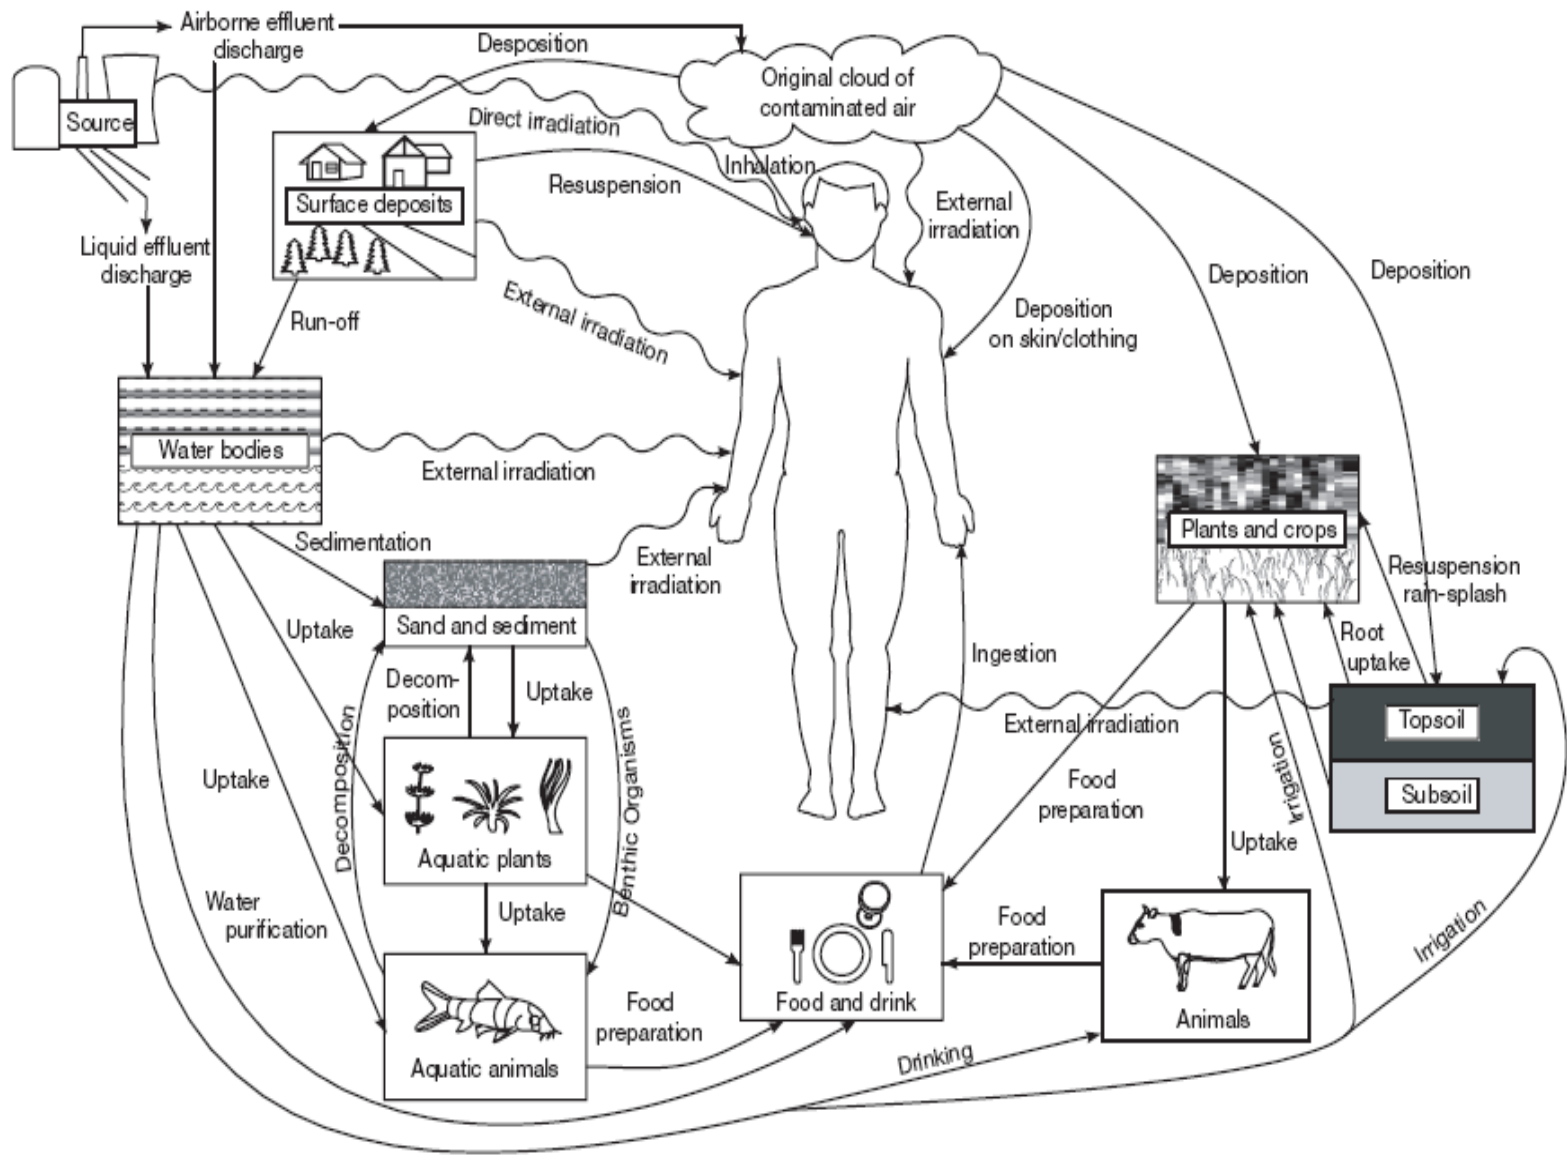 Airborne effluent
discharge
Desposition
Original cloud of
contaminated air
Source
Direct irradiation
Inhalation
Resuspension
Surface deposits
External
irradiation
Liquid effluent
discharge
Deposition
Deposition
External irradiation
Run-off
Deposition
on skin/clothing
Water bodies
External irradiation
Plants and crops
Sedimentation
External
irradiation
Resuspension
rain-splash
Sand and sediment
Uptake
Root
uptake
Ingestion
Decom-
position
Uptake
External irradiation
Topsoil
Decomposition
Benthic Organisms
Irrigation
Uptake
Food
preparation
Subsoil
Aquatic plants
Uptake
Water
purification
Uptake
Food
preparation
Irrigation
Food
preparation
Food and drink
Animals
Aquatic animals
Drinking